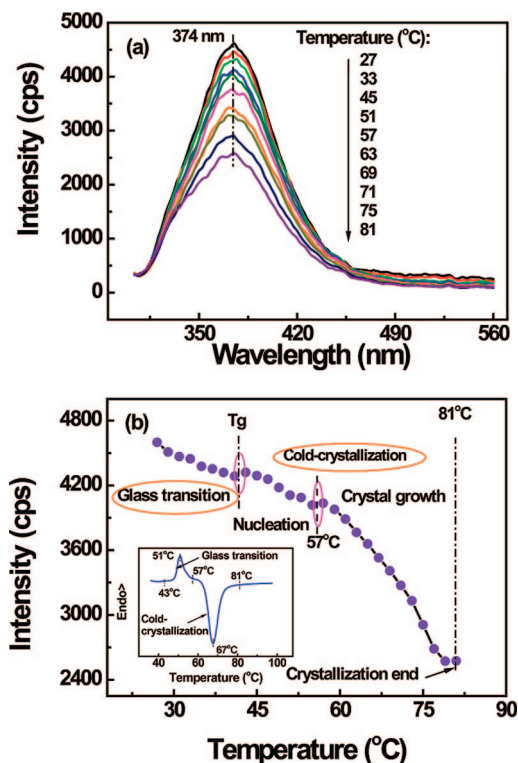 (a)
374 nm
Temperature (°C):
27
33
45
51
57
63
69
71
75
81
5000
4000
3000
2000
1000
0
Intensity (cps)
350 420 490 560
Wavelength (nm)
(b)
Tg
81°C
Cold-crystallization
Glass transition
Crystal growth
Nucleation
57°C
4800
4200
3600
3000
2400
Intensity (cps)
51°C
Glass transition
57°C
81°C
43°C
Cold-
crystallization
67°C
Endo>
40 60 80 100
Temperature (°C)
Crystallization end
30 45 60 75 90
Temperature (°C)